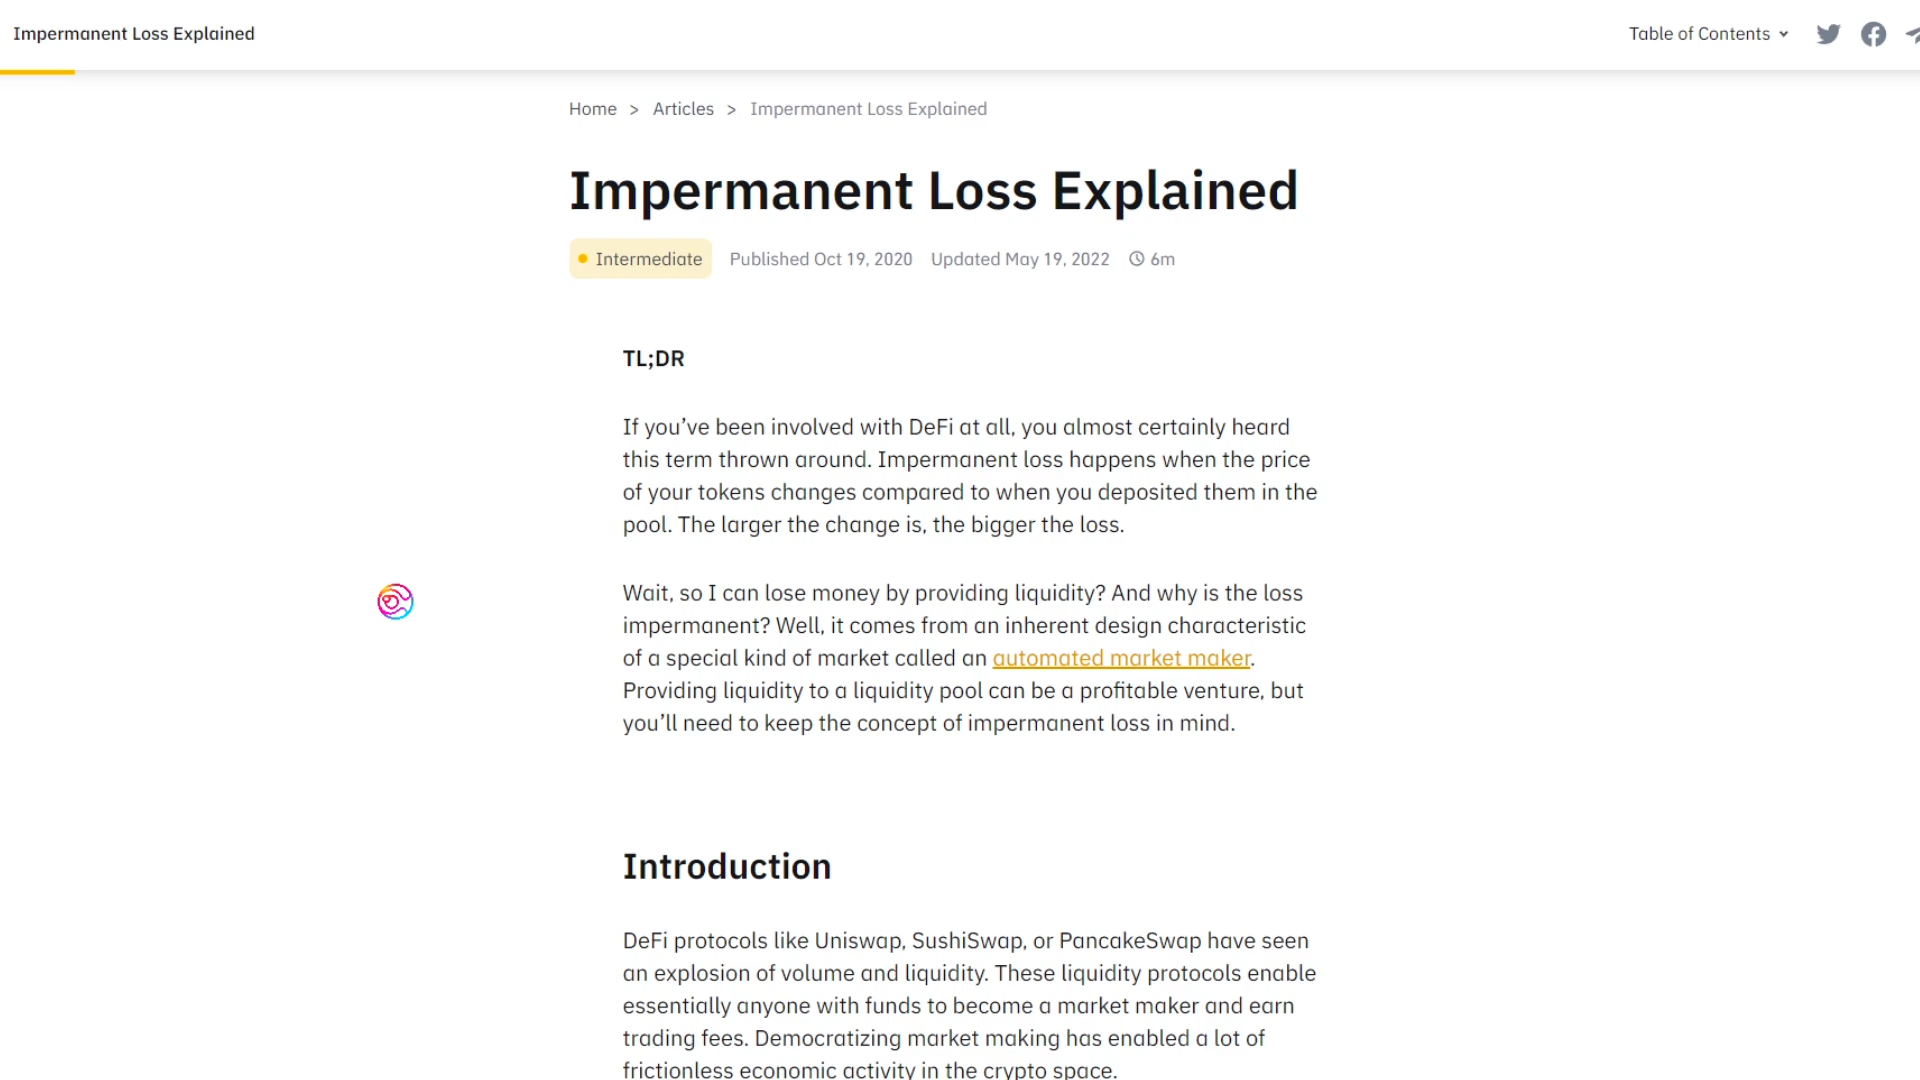 Impermanent Loss Explained
Table of Contents
Home > Articles > Impermanent Loss Explained
Impermanent Loss Explained
Intermediate Published Oct 19, 2020 Updated May 19, 2022 6m
TL;DR
If you’ve been involved with DeFi at all, you almost certainly heard
this term thrown around. Impermanent loss happens when the price
of your tokens changes compared to when you deposited them in the
pool. The larger the change is, the bigger the loss.
Wait, so I can lose money by providing liquidity? And why is the loss
impermanent? Well, it comes from an inherent design characteristic
of a special kind of market called an automated market maker.
Providing liquidity to a liquidity pool can be a profitable venture, but
you’ll need to keep the concept of impermanent loss in mind.
Introduction
DeFi protocols like Uniswap, SushiSwap, or PancakeSwap have seen
an explosion of volume and liquidity. These liquidity protocols enable
essentially anyone with funds to become a market maker and earn
trading fees. Democratizing market making has enabled a lot of
frictionless economic activity in the crypto space.